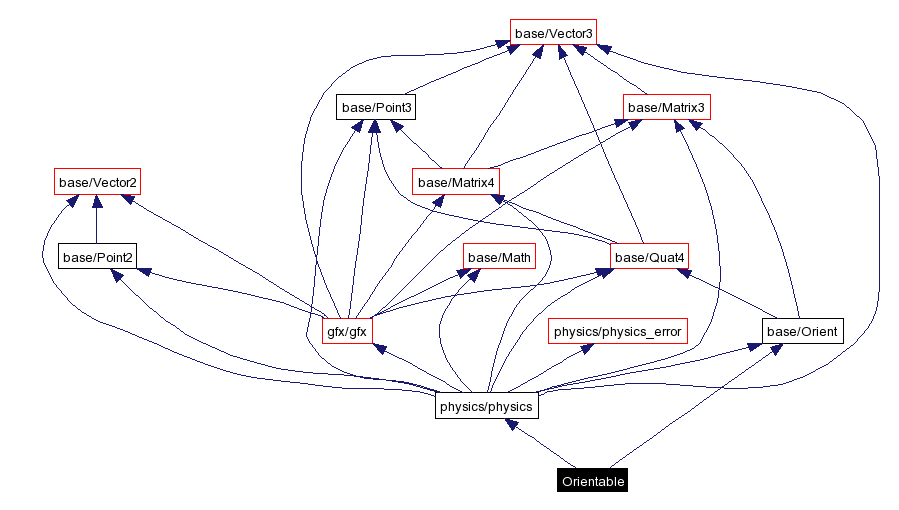 base/Vector3
base/Point3
base/Matrix3
base/Vector2
base/Matrix4
base/Point2
base/Math
base/Quat4
gfx/gfx
physics/physics_error
base/Orient
physics/physics
Orientable